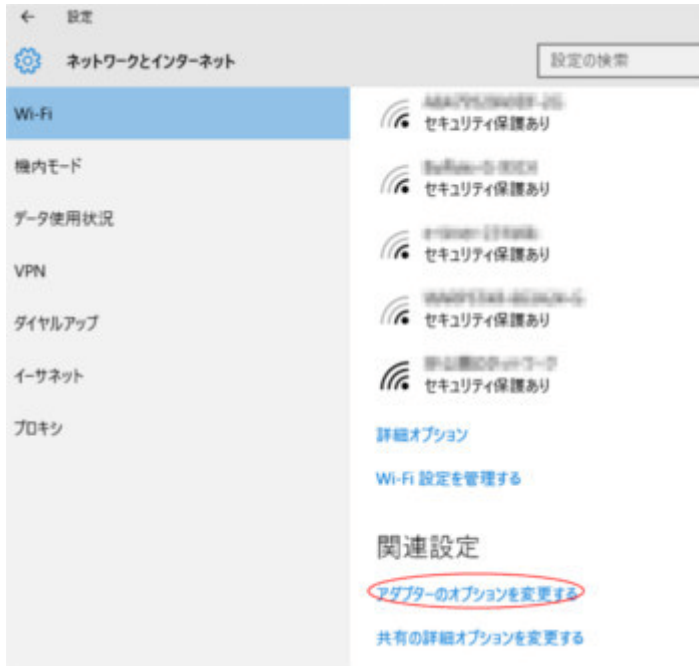 ← 設定
ネットワークとインターネット
設定の検索
Wi-Fi
機内モード
データ使用状況
VPN
ダイヤルアップ
イーサネット
プロキシ
セキュリティ保護あり
セキュリティ保護あり
セキュリティ保護あり
セキュリティ保護あり
セキュリティ保護あり
詳細オプション
Wi-Fi 設定を管理する
関連設定
アダプターのオプションを変更する
共有の詳細オプションを変更する